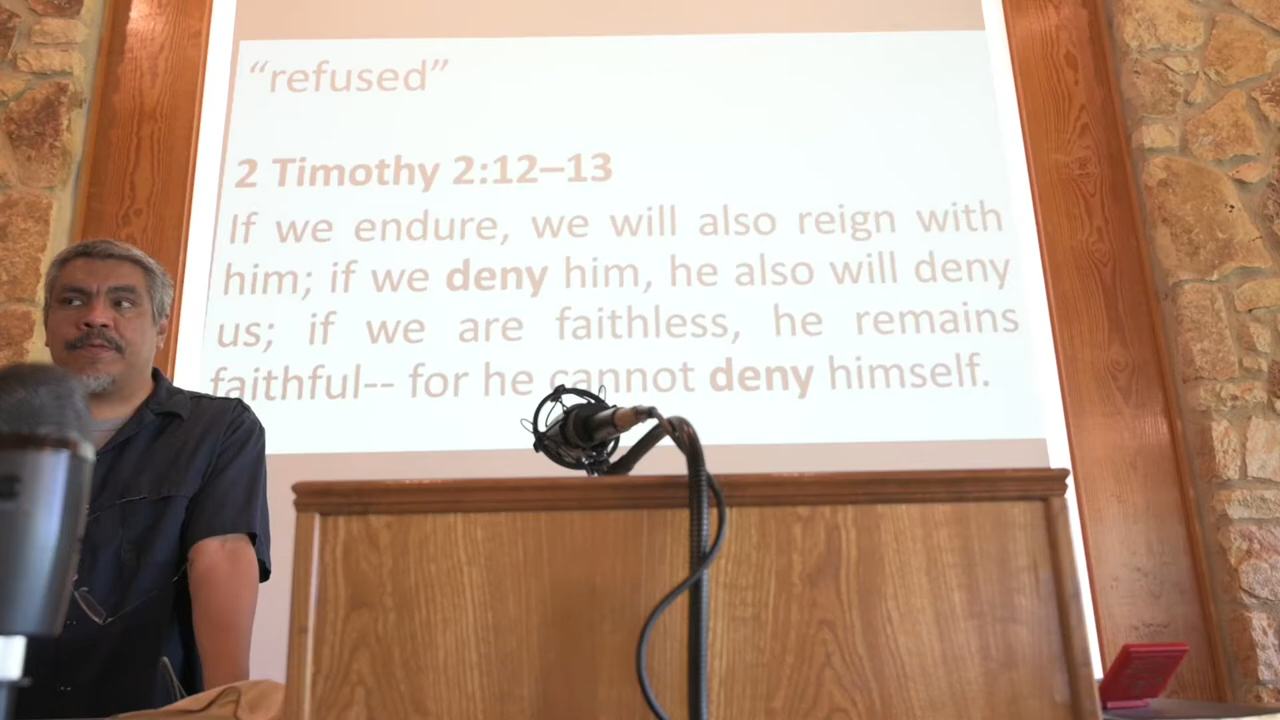 “refused”
2 Timothy 2:12–13
If we endure, we will also reign with
him; if we deny him, he also will deny
us; if we are faithless, he remains
faithful-- for he cannot deny himself.